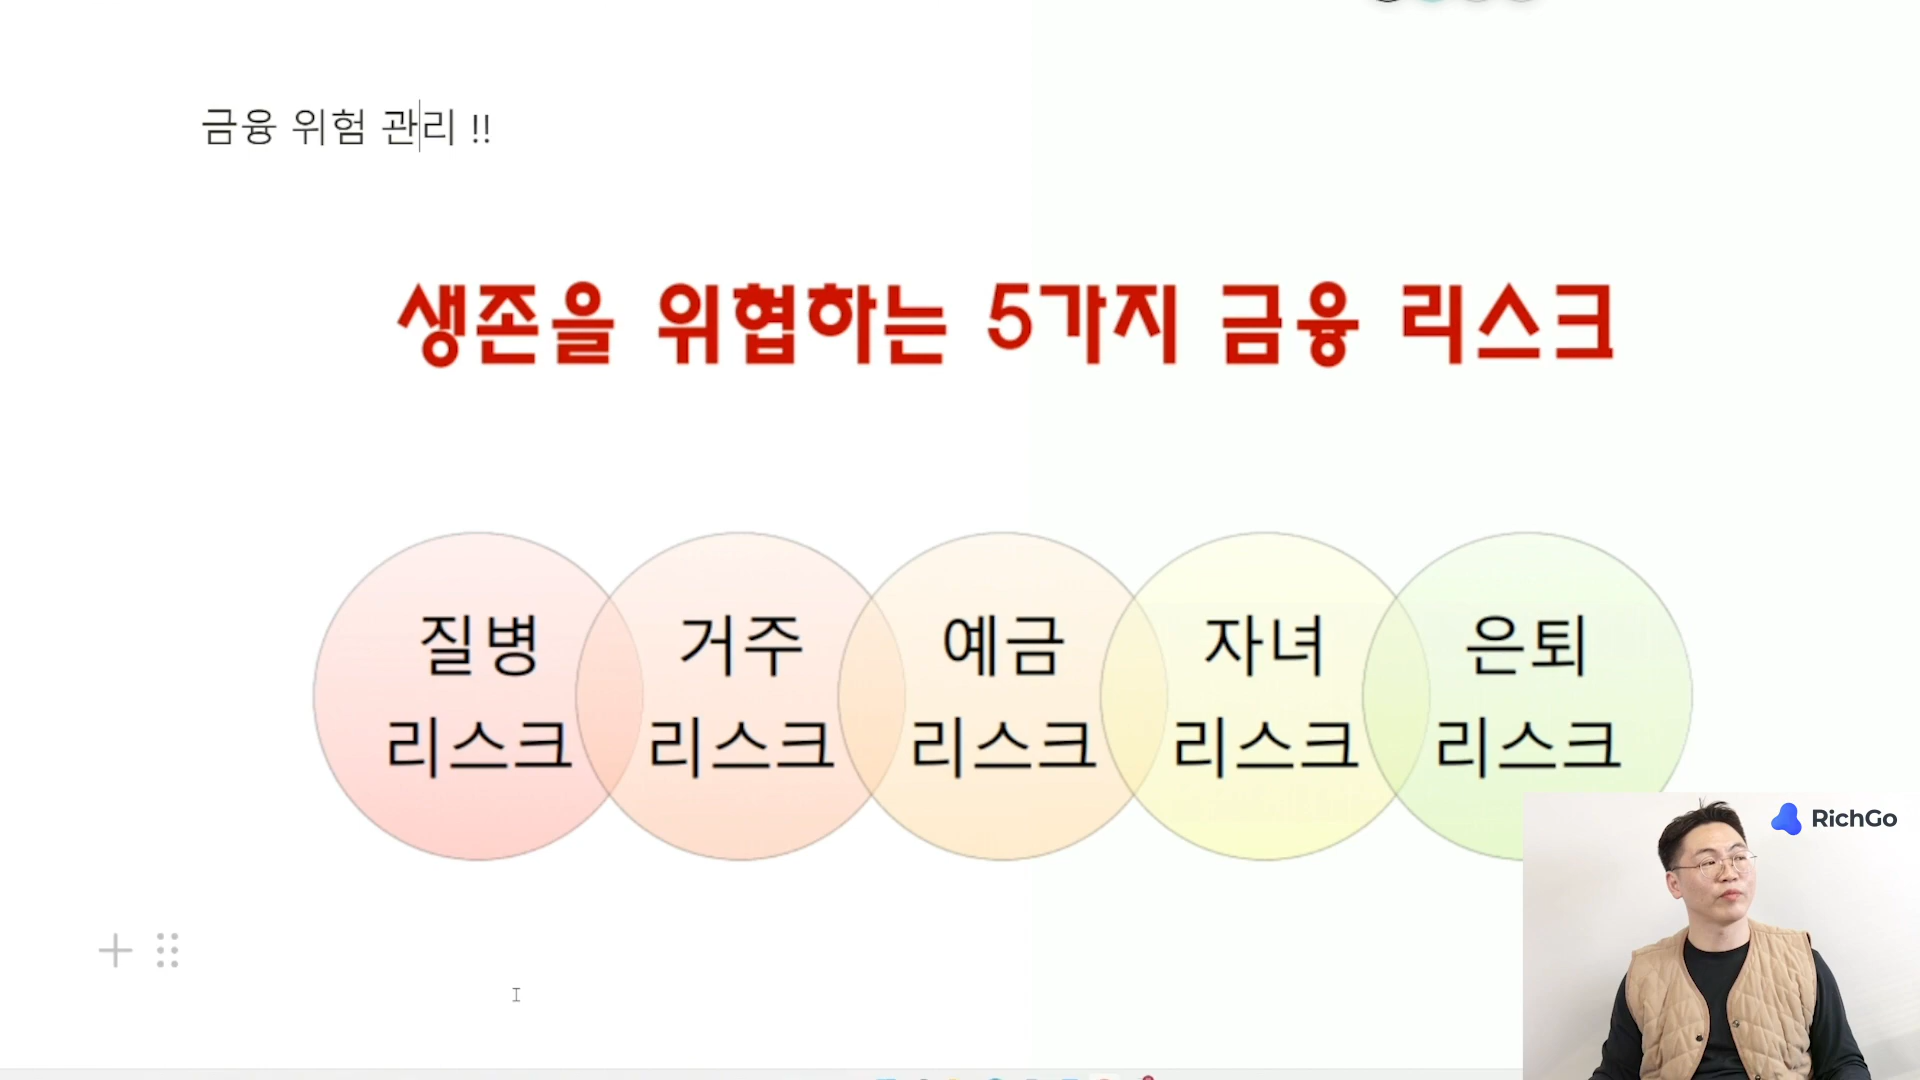 금융 위험 관리 !!
생존을 위협하는 5가지 금융 리스크
질병
리스크
거주
리스크
예금
리스크
자녀
리스크
은퇴
리스크
RichGo